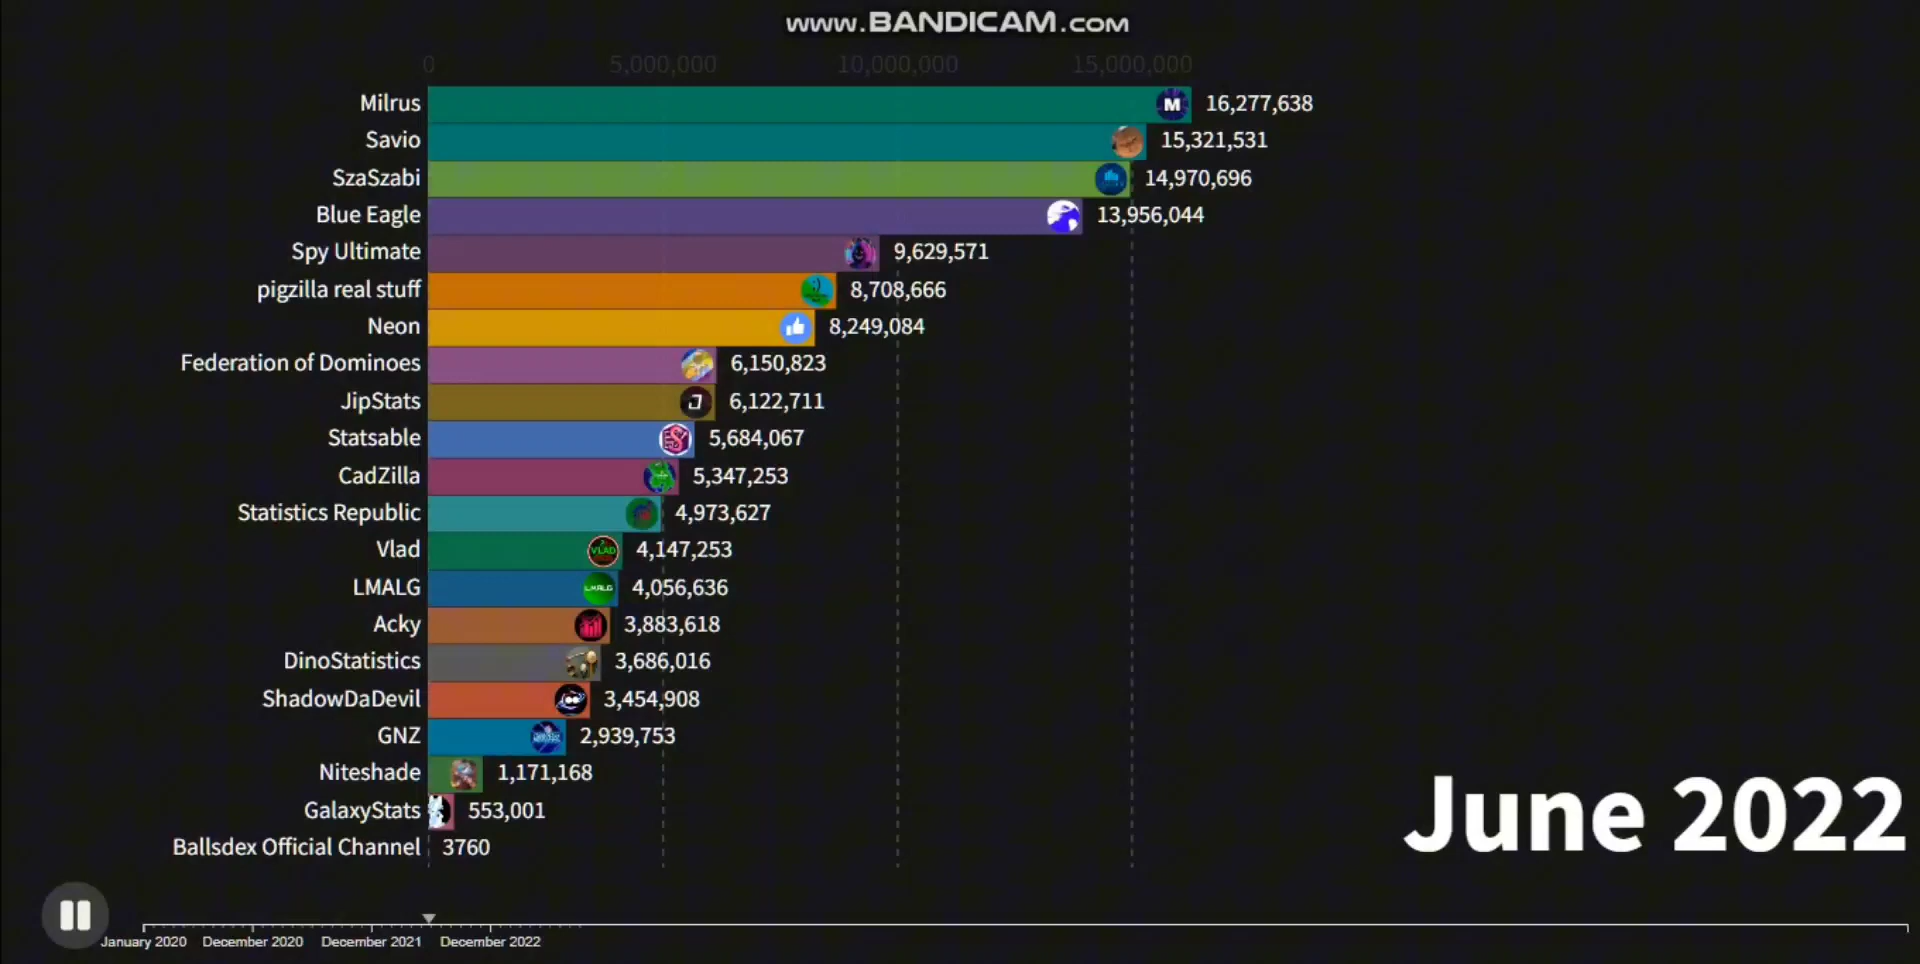 www.BANDICAM.COM
0 5,000,000 10,000,000 15,000,000
Milrus M 16,277,638
Savio 15,321,531
SzaSzabi 14,970,696
Blue Eagle 13,956,044
Spy Ultimate 9,629,571
pigzilla real stuff 8,708,666
Neon 8,249,084
Federation of Dominoes 6,150,823
JipStats 6,122,711
Statsable 5,684,067
CadZilla 5,347,253
Statistics Republic 4,973,627
Vlad VLAD 4,147,253
LMALG LMALG 4,056,636
Acky 3,883,618
DinoStatistics 3,686,016
ShadowDaDevil 3,454,908
GNZ 2,939,753
Niteshade 1,171,168
GalaxyStats 553,001
Ballsdex Official Channel 3760
June 2022
January 2020 December 2020 December 2021 December 2022